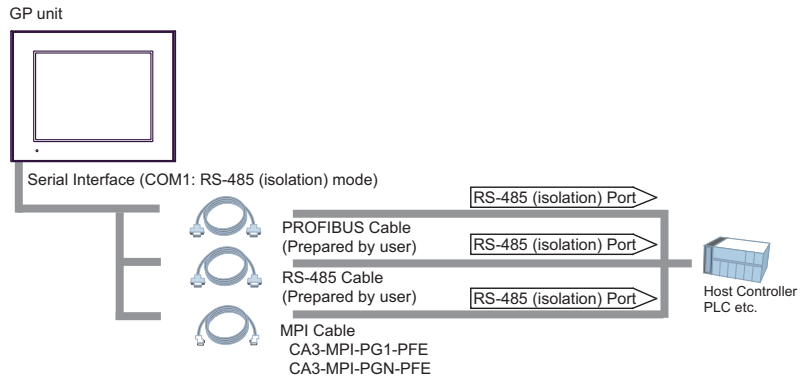 GP unit
Serial Interface (COM1: RS-485 (isolation) mode)
RS-485 (isolation) Port
PROFIBUS Cable
(Prepared by user)
RS-485 (isolation) Port
RS-485 Cable
(Prepared by user)
RS-485 (isolation) Port
Host Controller
PLC etc.
MPI Cable
CA3-MPI-PG1-PFE
CA3-MPI-PGN-PFE